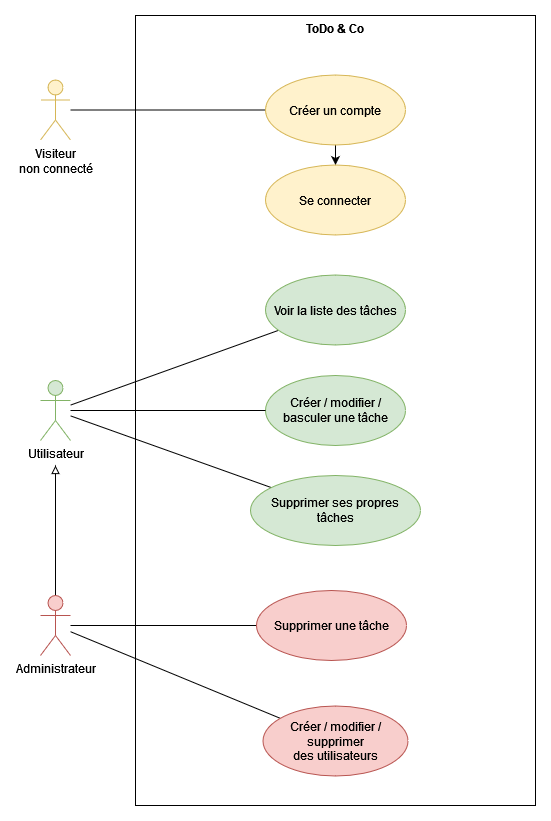 ToDo & Co
Créer un compte
Visiteur
non connecté
Se connecter
Voir la liste des tâches
Créer / modifier /
basculer une tâche
Utilisateur
Supprimer ses propres
tâches
Supprimer une tâche
Administrateur
Créer / modifier /
supprimer
des utilisateurs